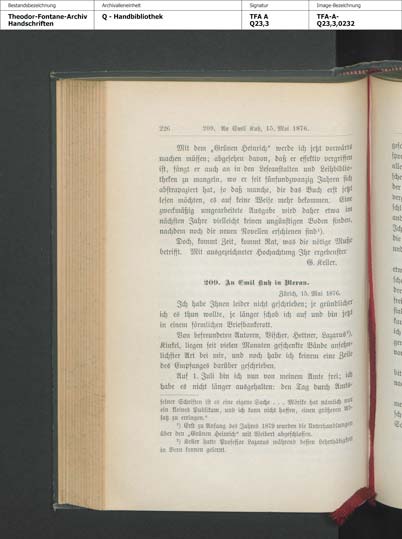 Bestandsbezeichnung
Theodor-Fontane-Archiv
Handschriften
Archivalieneinheit
Q - Handbibliothek
Signatur
TFA A
Q23,3
Image-Bezeichnung
TFA-A-
Q23,3,0232
226 209. An Emil Kuh, 15. Mai 1876.
Mit dem „Grünen Heinrich“ werde ich jetzt vorwärts
machen müssen; abgesehen davon, daß er effektiv vergriffen
ist, fängt er auch an in den Leseanstalten und Leihbiblio-
theken zu mangeln, wo er seit fünfundzwanzig Jahren sich
abstrapaziert hat, so daß manche, die das Buch erst jetzt
lesen möchten, es auf keine Weise mehr bekommen. Eine
zweckmäßig umgearbeitete Ausgabe wird daher etwa im
nächsten Jahre vielleicht keinen ungünstigen Boden finden,
nachdem noch die neuen Novellen erschienen sind¹).
Doch, kommt Zeit, kommt Rat, was die nötige Muße
betrifft. Mit ausgezeichneter Hochachtung Ihr ergebenster
G. Keller.
209. An Emil Kuh in Meran.
Zürich, 15. Mai 1876.
Ich habe Ihnen leider nicht geschrieben; je gründlicher
ich es thun wollte, je länger schob ich auf und bin jetzt
in einem förmlichen Briefbankerott.
Von befreundeten Autoren, Vischer, Hettner, Lazarus²),
Kinkel, liegen seit vielen Monaten geschenkte Bände ansehn-
lichster Art bei mir, und noch habe ich keinem eine Zeile
des Empfanges darüber geschrieben.
Auf 1. Juli bin ich nun von meinem Amte frei; ich
habe es nicht länger ausgehalten: den Tag durch Amts-
seiner Schriften ist es eine eigene Sache . . . Mörike hat nämlich nur
ein kleines Publikum, und ich kann nicht hoffen, einen größeren Ab-
satz zu erringen.“
¹) Erst zu Anfang des Jahres 1879 wurden die Unterhandlungen
über den „Grünen Heinrich“ mit Weibert abgeschlossen.
²) Keller hatte Professor Lazarus während dessen Lehrthätigkeit
in Bern kennen gelernt.